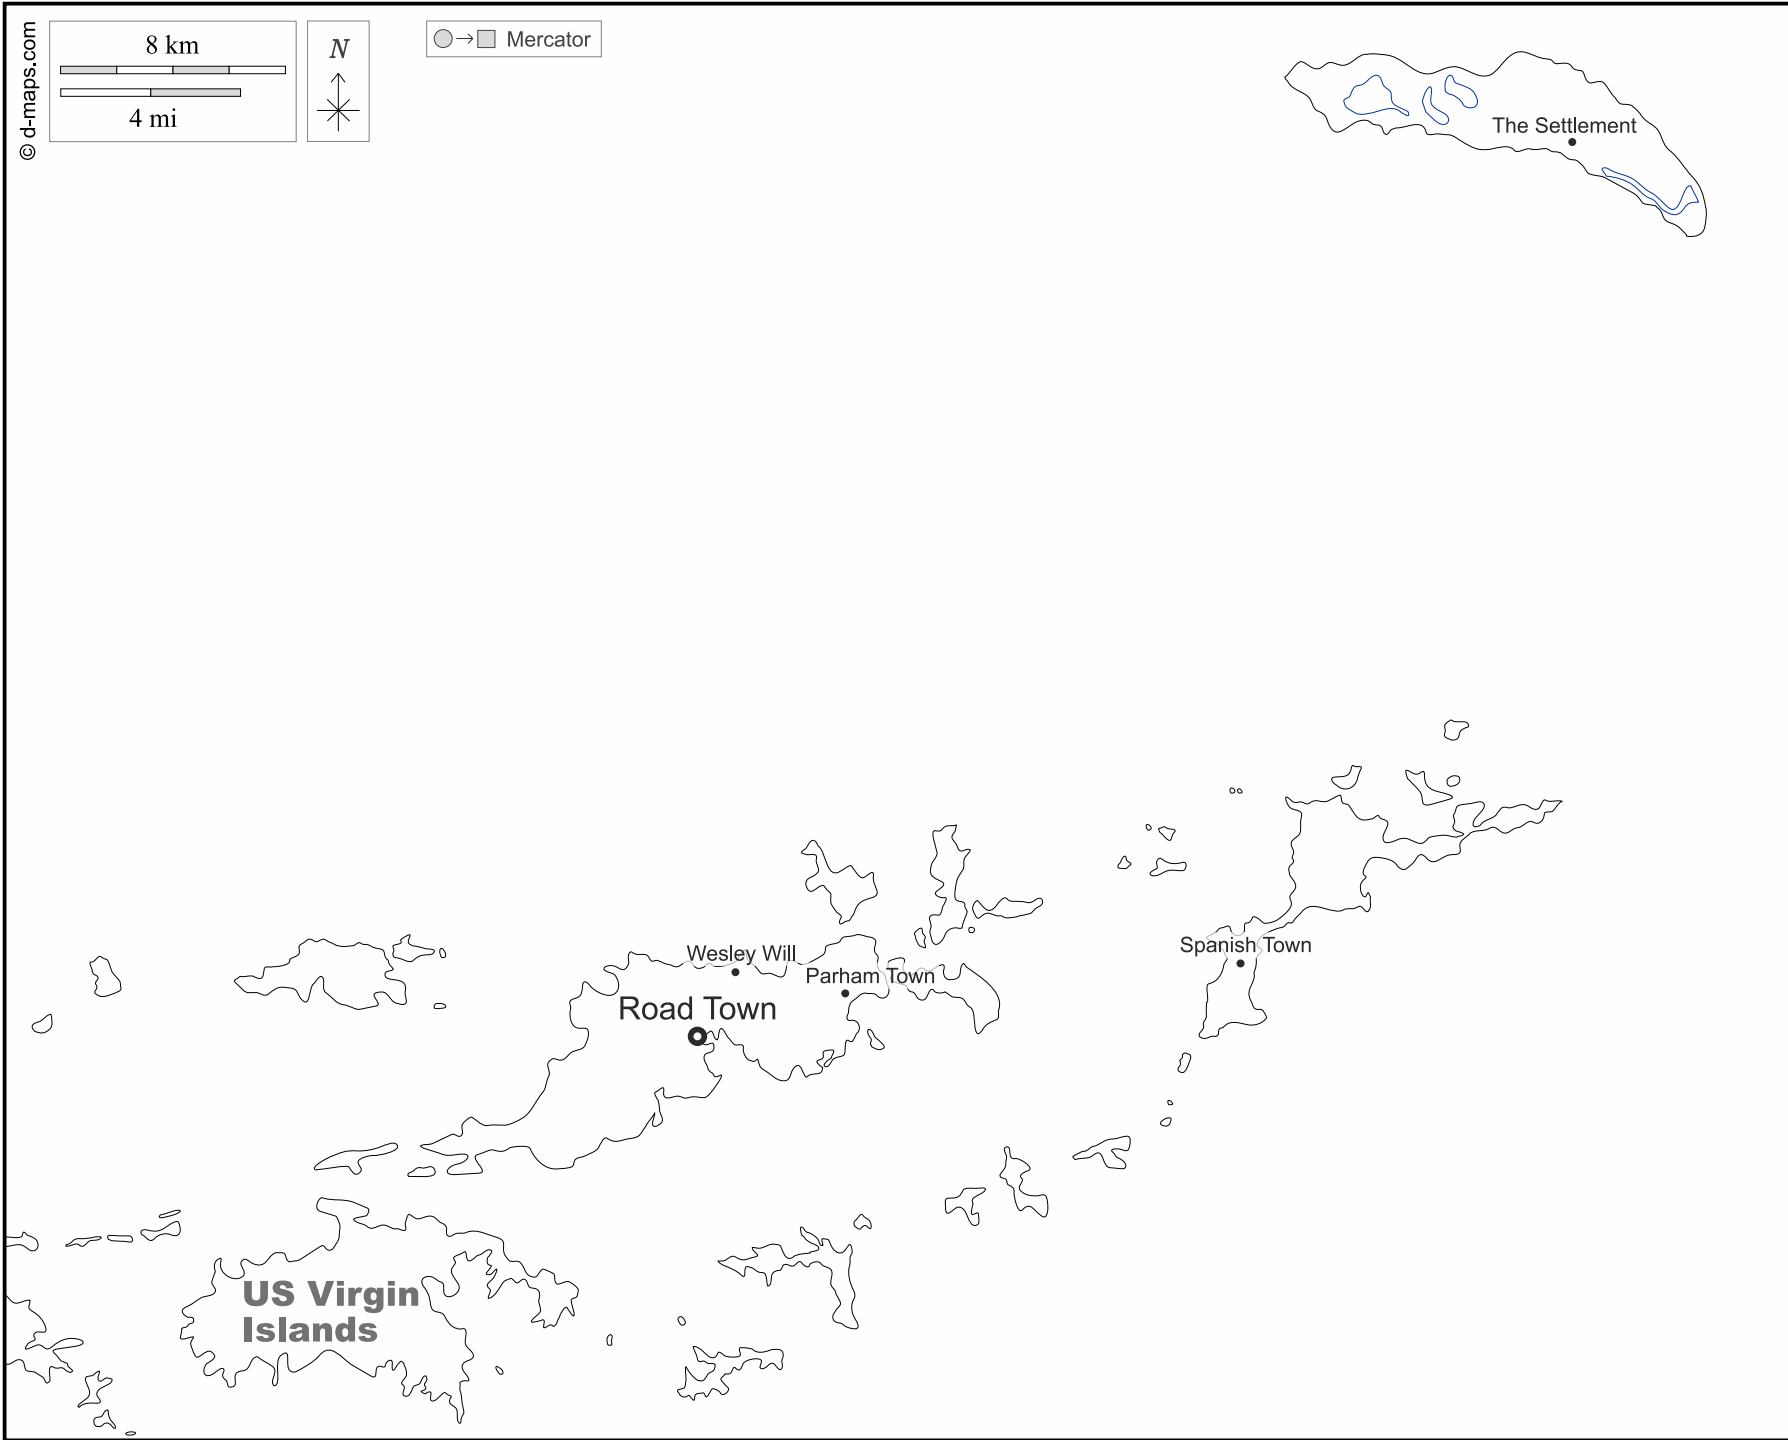 © d-maps.com
8 km
4 mi
N
Mercator
The Settlement
Wesley Will
Spanish Town
Parham Town
Road Town
US Virgin
Islands